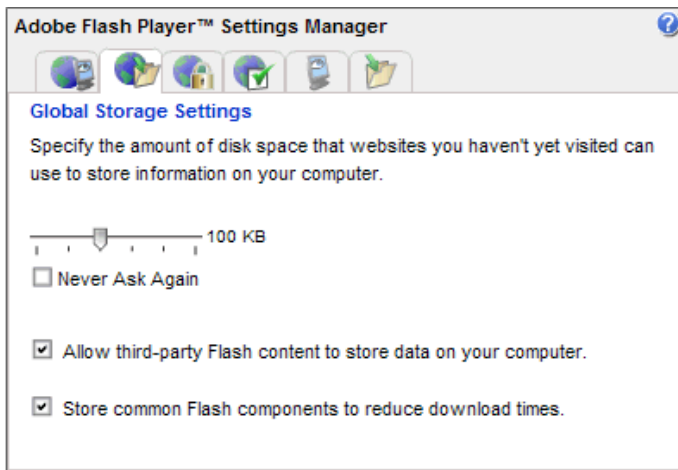 Adobe Flash Player™ Settings Manager
?
Global Storage Settings
Specify the amount of disk space that websites you haven't yet visited can
use to store information on your computer.
100 KB
Never Ask Again
Allow third-party Flash content to store data on your computer.
Store common Flash components to reduce download times.